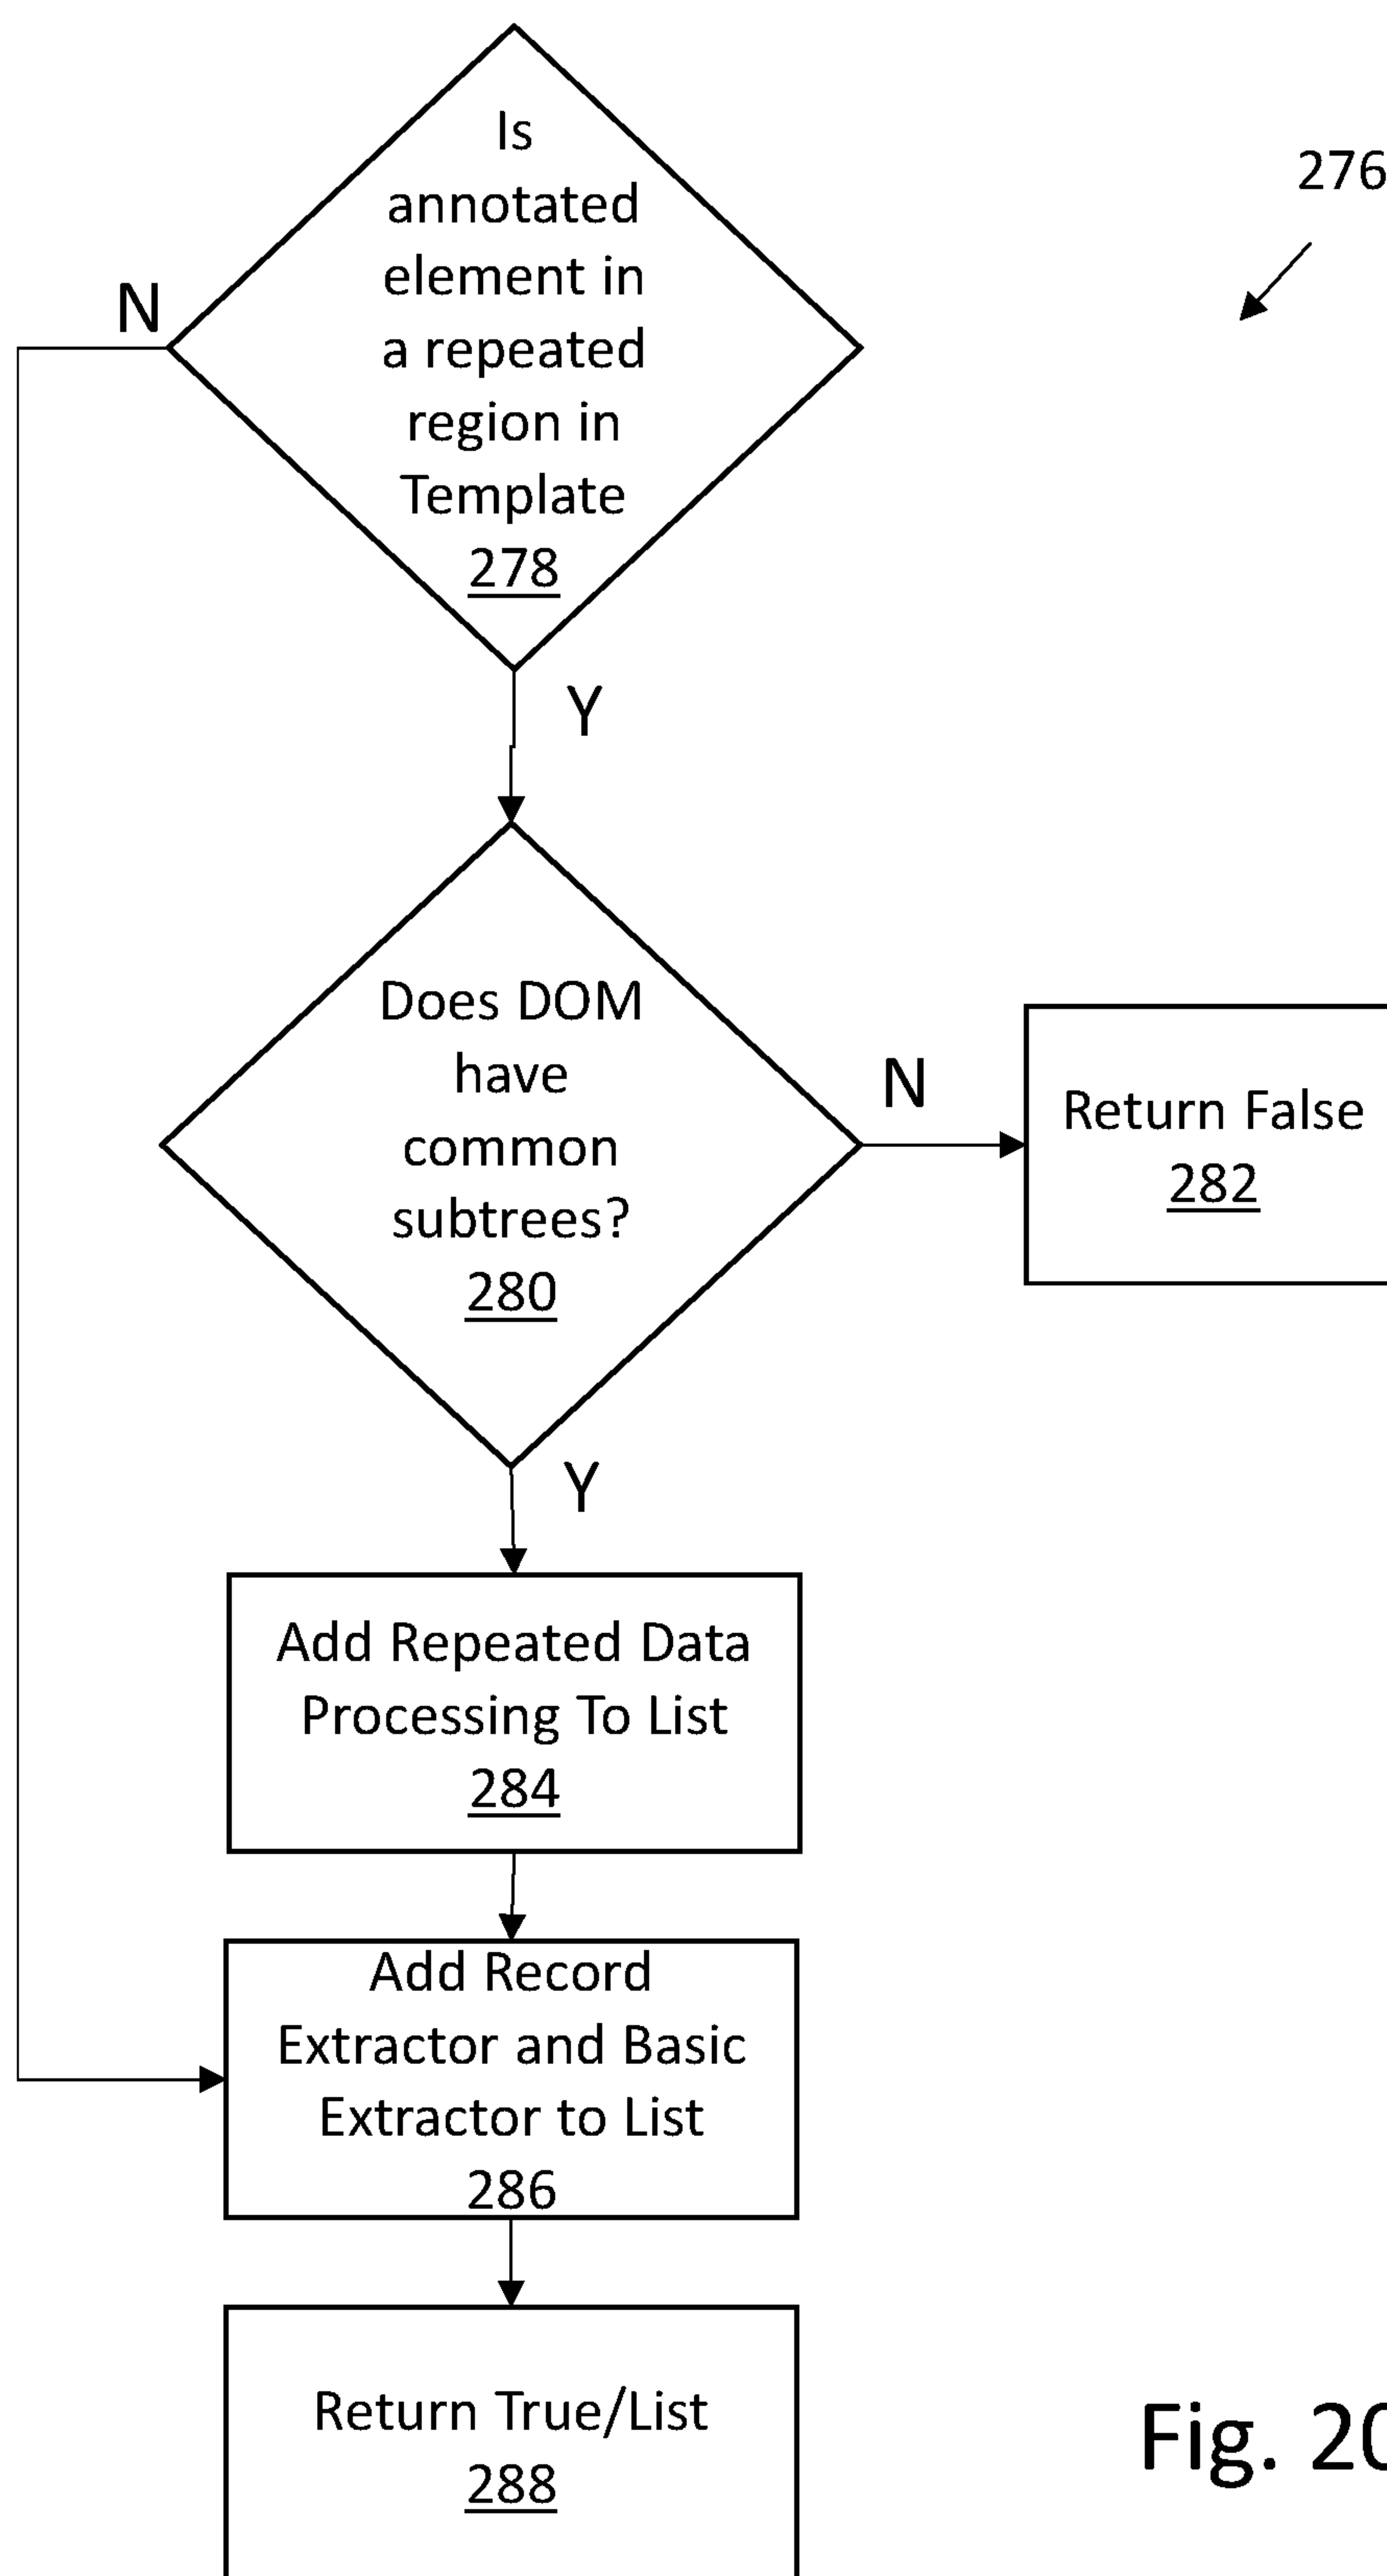 Is
annotated
element in
a repeated
region in
Template
278
276
N
Y
Does DOM
have
common
subtrees?
280
N
Return False
282
Y
Add Repeated Data
Processing To List
284
Add Record
Extractor and Basic
Extractor to List
286
Return True/List
288
Fig. 20